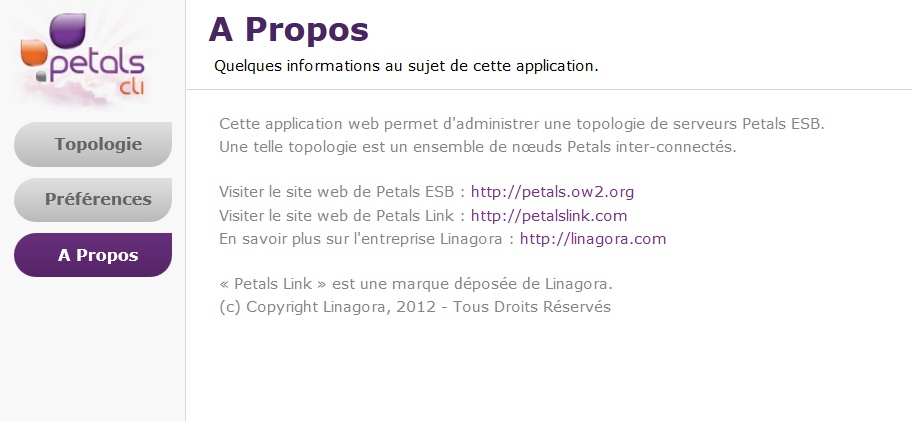 petals
cli
Topologie
Préférences
A Propos
A Propos
Quelques informations au sujet de cette application.
Cette application web permet d'administrer une topologie de serveurs Petals ESB.
Une telle topologie est un ensemble de nœuds Petals inter-connectés.
Visiter le site web de Petals ESB : http://petals.ow2.org
Visiter le site web de Petals Link : http://petalslink.com
En savoir plus sur l'entreprise Linagora : http://linagora.com
« Petals Link » est une marque déposée de Linagora.
(c) Copyright Linagora, 2012 - Tous Droits Réservés